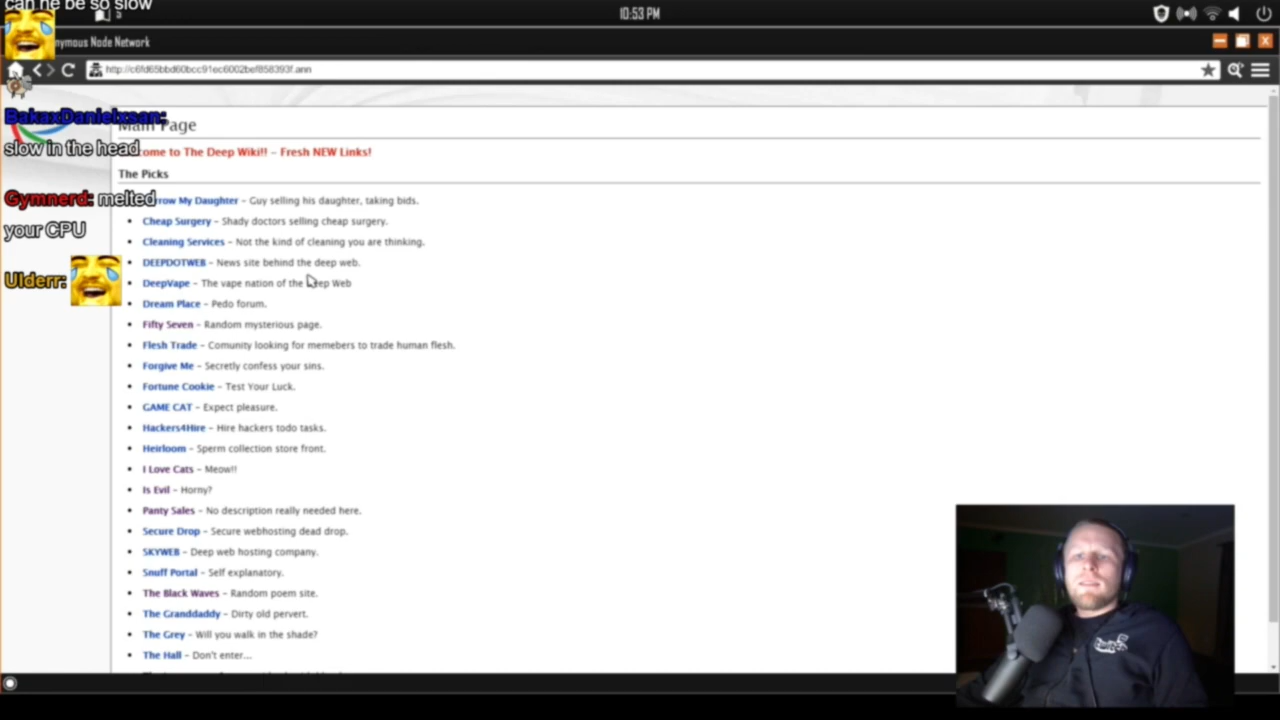 can he be so slow
10:53 PM
nymous Node Network
http://c6fd65bbd60bcc91ec6002bef858393f.ann
BakaxDanielxsan:
slow in the head
Gymnerd: melted
your CPU
Ulderr:
Main Page
come to The Deep Wiki!! – Fresh NEW Links!
The Picks
rrow My Daughter – Guy selling his daughter, taking bids.
Cheap Surgery – Shady doctors selling cheap surgery.
Cleaning Services – Not the kind of cleaning you are thinking.
DEEPDOTWEB – News site behind the deep web.
DeepVape – The vape nation of the Deep Web
Dream Place – Pedo forum.
Fifty Seven – Random mysterious page.
Flesh Trade – Comunity looking for memebers to trade human flesh.
Forgive Me – Secretly confess your sins.
Fortune Cookie – Test Your Luck.
GAME CAT – Expect pleasure.
Hackers4Hire – Hire hackers todo tasks.
Heirloom – Sperm collection store front.
I Love Cats – Meow!!
Is Evil – Horny?
Panty Sales – No description really needed here.
Secure Drop – Secure webhosting dead drop.
SKYWEB – Deep web hosting company.
Snuff Portal – Self explanatory.
The Black Waves – Random poem site.
The Granddaddy – Dirty old pervert.
The Grey – Will you walk in the shade?
The Hall – Don't enter...